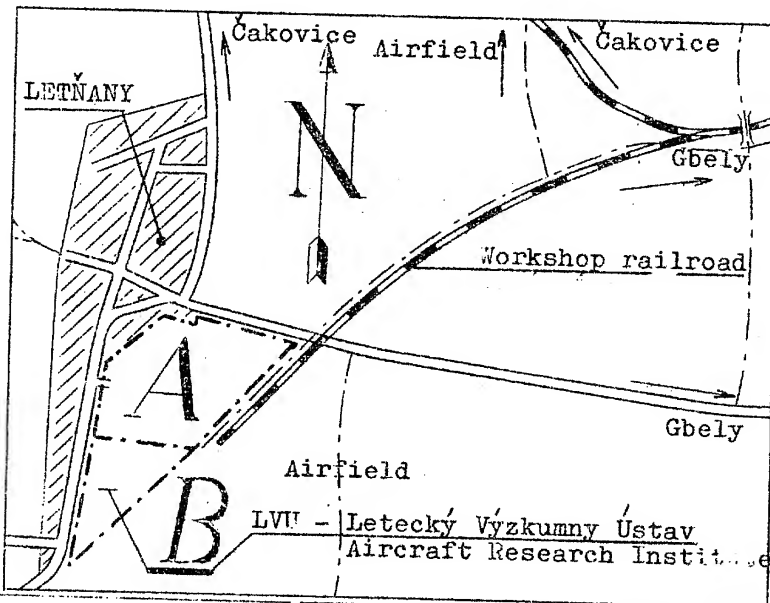 Čakovice
Airfield
Čakovice
LETŇANY
N
Gbely
Workshop railroad
A
Gbely
Airfield
B
LVU - Letecký Výzkumny Ústav
Aircraft Research